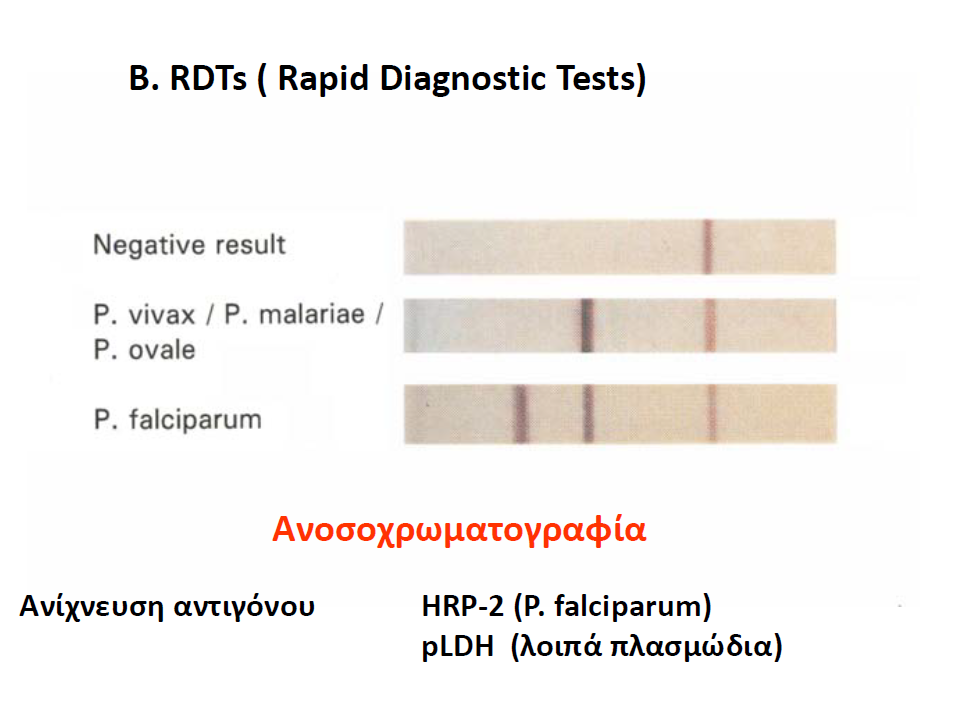 B. RDTs ( Rapid Diagnostic Tests)
Negative result
P. vivax / P. malariae /
P. ovale
P. falciparum
Ανοσοχρωματογραφία
Ανίχνευση αντιγόνου HRP-2 (P. falciparum)
pLDH (λοιπά πλασμώδια)